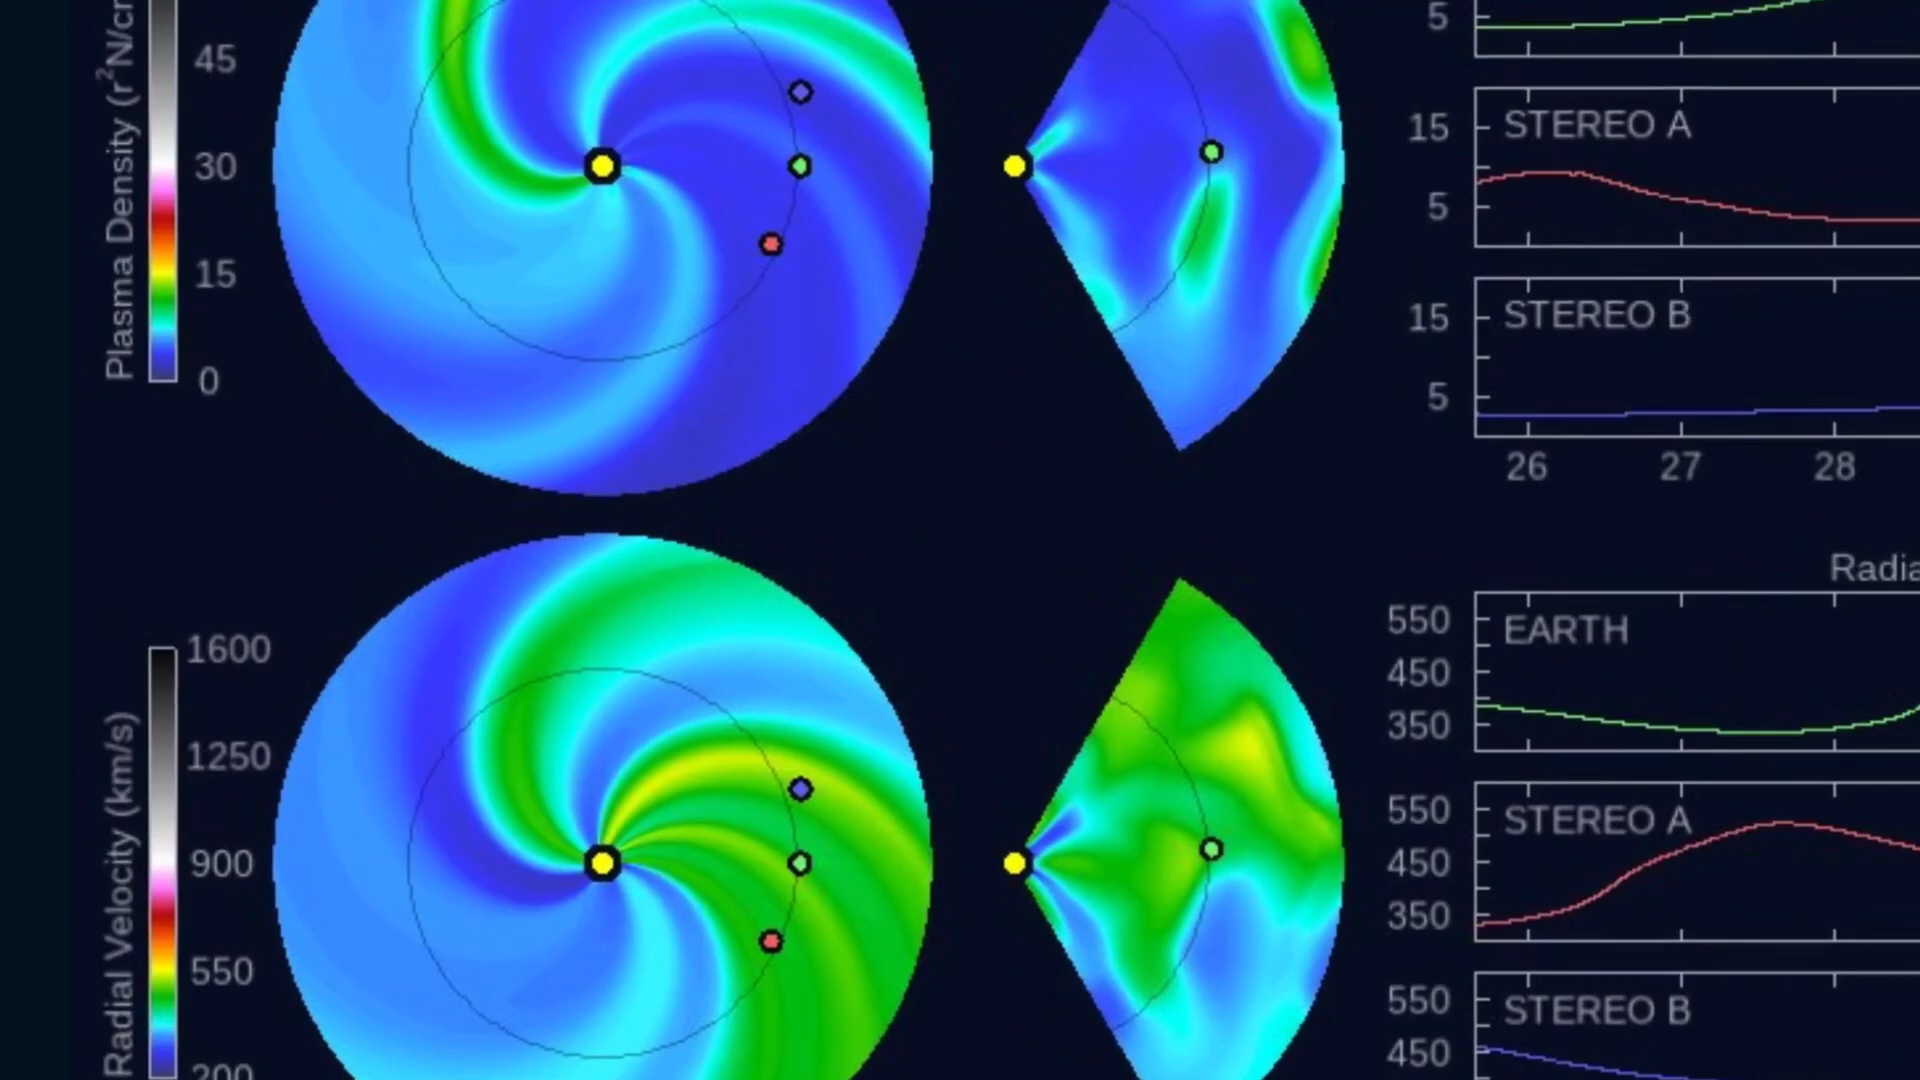 Plasma Density (r²N/cr
45
30
15
0
5
STEREO A
15
5
STEREO B
15
5
26 27 28
Radia
Radial Velocity (km/s)
1600
1250
900
550
200
EARTH
550
450
350
STEREO A
550
450
350
STEREO B
550
450